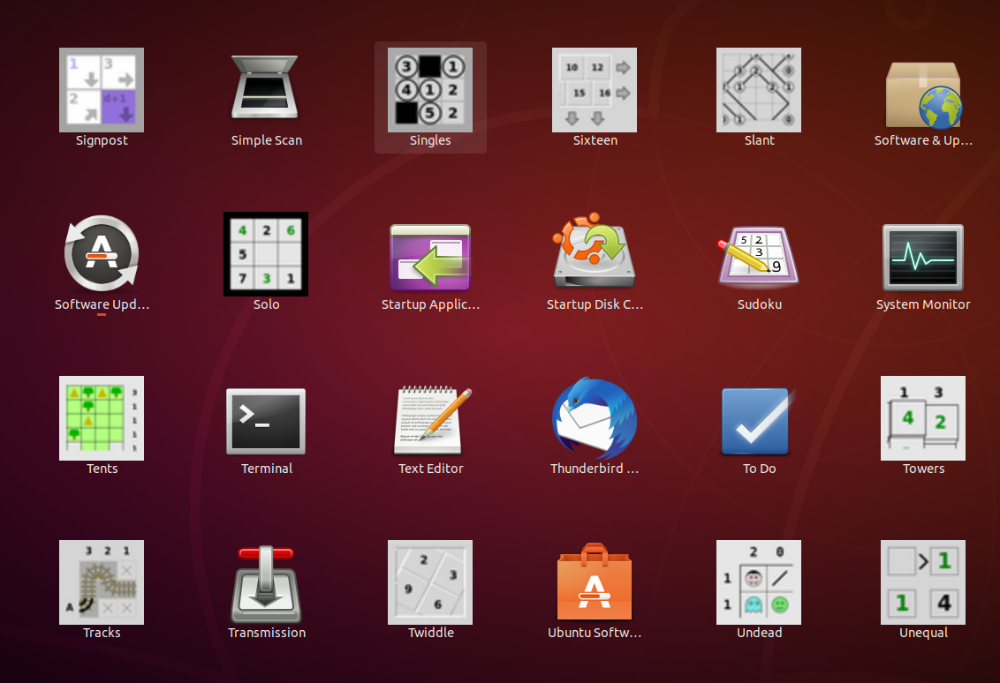 Signpost
Simple Scan
Singles
Sixteen
Slant
Software & Up...
Software Upd...
Solo
Startup Applic...
Startup Disk C...
Sudoku
System Monitor
Tents
Terminal
Text Editor
Thunderbird ...
To Do
Towers
Tracks
Transmission
Twiddle
Ubuntu Softw...
Undead
Unequal